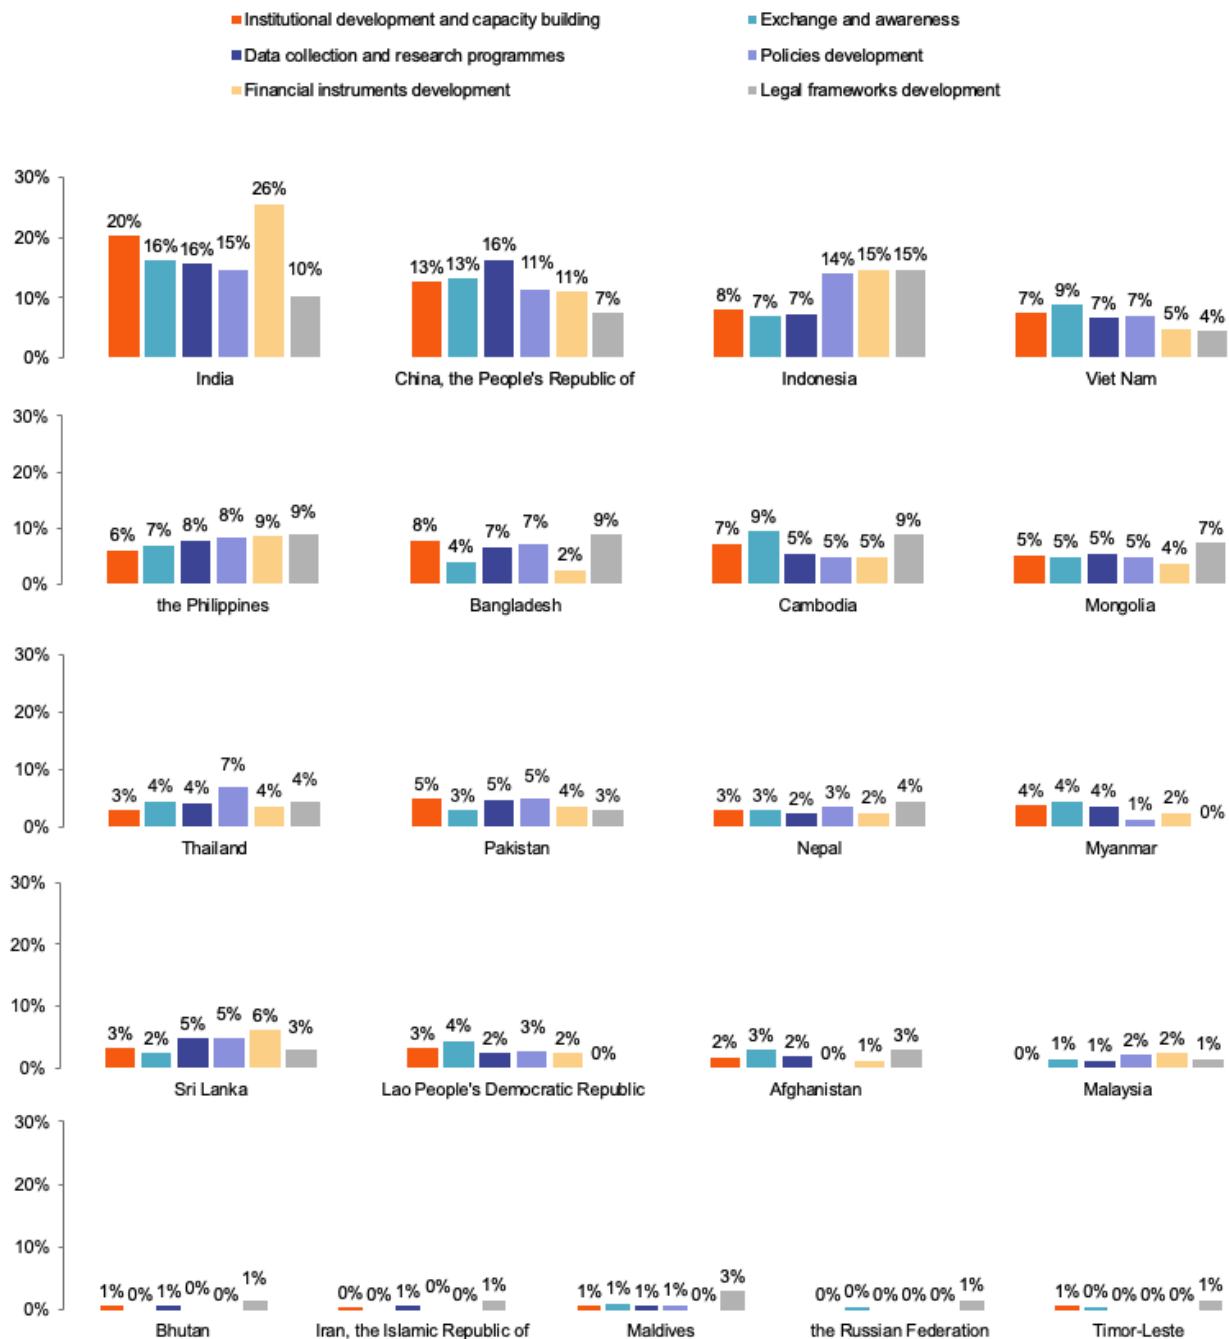 Institutional development and capacity building
Exchange and awareness
Data collection and research programmes
Policies development
Financial instruments development
Legal frameworks development
30%
20%
10%
0%
20% 16% 16% 15% 26% 10%
13% 13% 16% 11% 11% 7%
8% 7% 7% 14% 15% 15%
7% 9% 7% 7% 5% 4%
India
China, the People's Republic of
Indonesia
Viet Nam
30%
20%
10%
0%
6% 7% 8% 8% 9% 9%
8% 4% 7% 7% 2% 9%
7% 9% 5% 5% 5% 9%
5% 5% 5% 5% 4% 7%
the Philippines
Bangladesh
Cambodia
Mongolia
30%
20%
10%
0%
3% 4% 4% 7% 4% 4%
5% 3% 5% 5% 4% 3%
3% 3% 2% 3% 2% 4%
4% 4% 4% 1% 2% 0%
Thailand
Pakistan
Nepal
Myanmar
30%
20%
10%
0%
3% 2% 5% 5% 6% 3%
3% 4% 2% 3% 2% 0%
2% 3% 2% 0% 1% 3%
0% 1% 1% 2% 2% 1%
Sri Lanka
Lao People's Democratic Republic
Afghanistan
Malaysia
30%
20%
10%
0%
1% 0% 1% 0% 0% 1%
0% 0% 1% 0% 0% 1%
1% 1% 1% 1% 0% 3%
0% 0% 0% 0% 0% 1%
1% 0% 0% 0% 0% 1%
Bhutan
Iran, the Islamic Republic of
Maldives
the Russian Federation
Timor-Leste